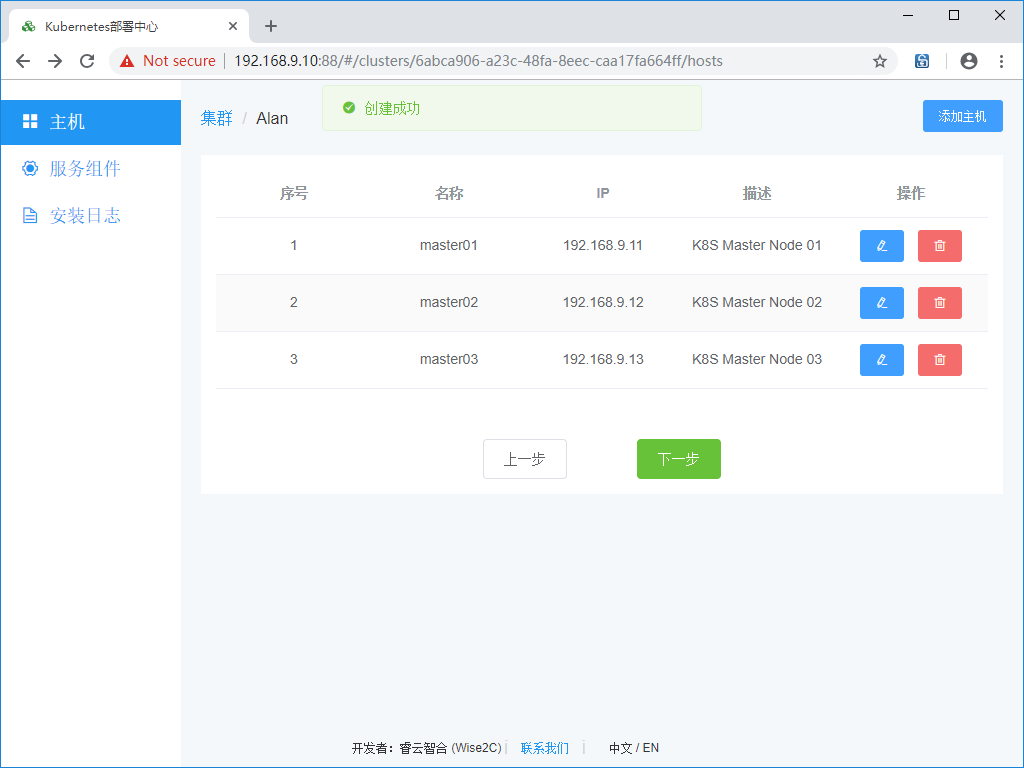 Kubernetes部署中心
Not secure | 192.168.9.10:88/#/clusters/6abca906-a23c-48fa-8eec-caa17fa664ff/hosts
主机
服务组件
安装日志
集群 / Alan
创建成功
添加主机
序号 名称 IP 描述 操作
1 master01 192.168.9.11 K8S Master Node 01
2 master02 192.168.9.12 K8S Master Node 02
3 master03 192.168.9.13 K8S Master Node 03
上一步 下一步
开发者：睿云智合 (Wise2C) | 联系我们 | 中文 / EN